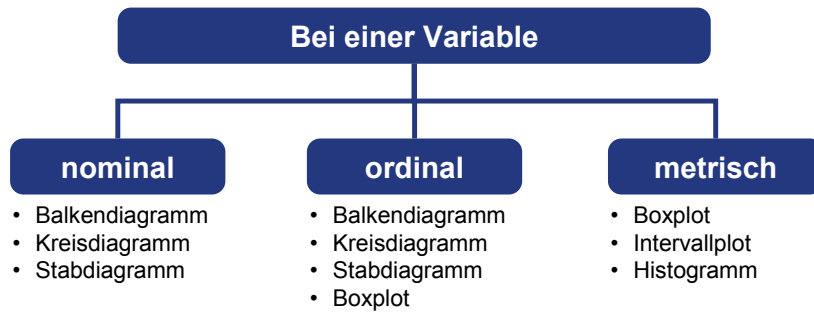 Bei einer Variable
nominal
• Balkendiagramm
• Kreisdiagramm
• Stabdiagramm
ordinal
• Balkendiagramm
• Kreisdiagramm
• Stabdiagramm
• Boxplot
metrisch
• Boxplot
• Intervallplot
• Histogramm